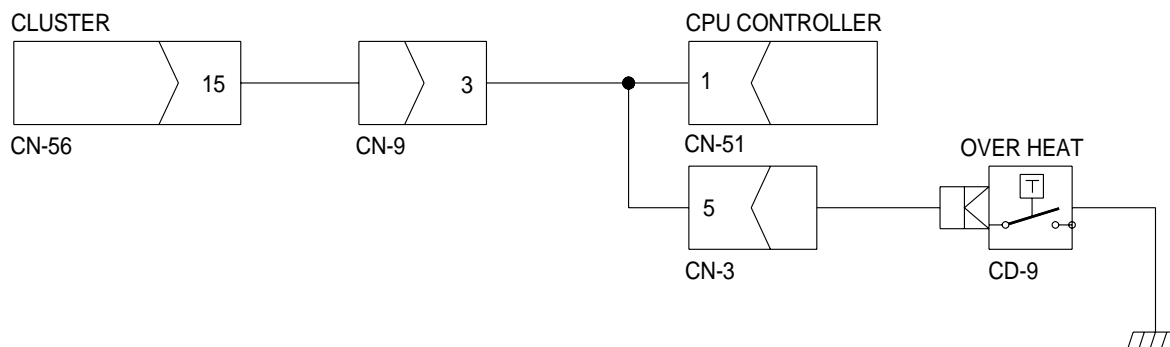 CLUSTER
CPU CONTROLLER
15
3
1
CN-56
CN-9
CN-51
OVER HEAT
T
5
CN-3
CD-9